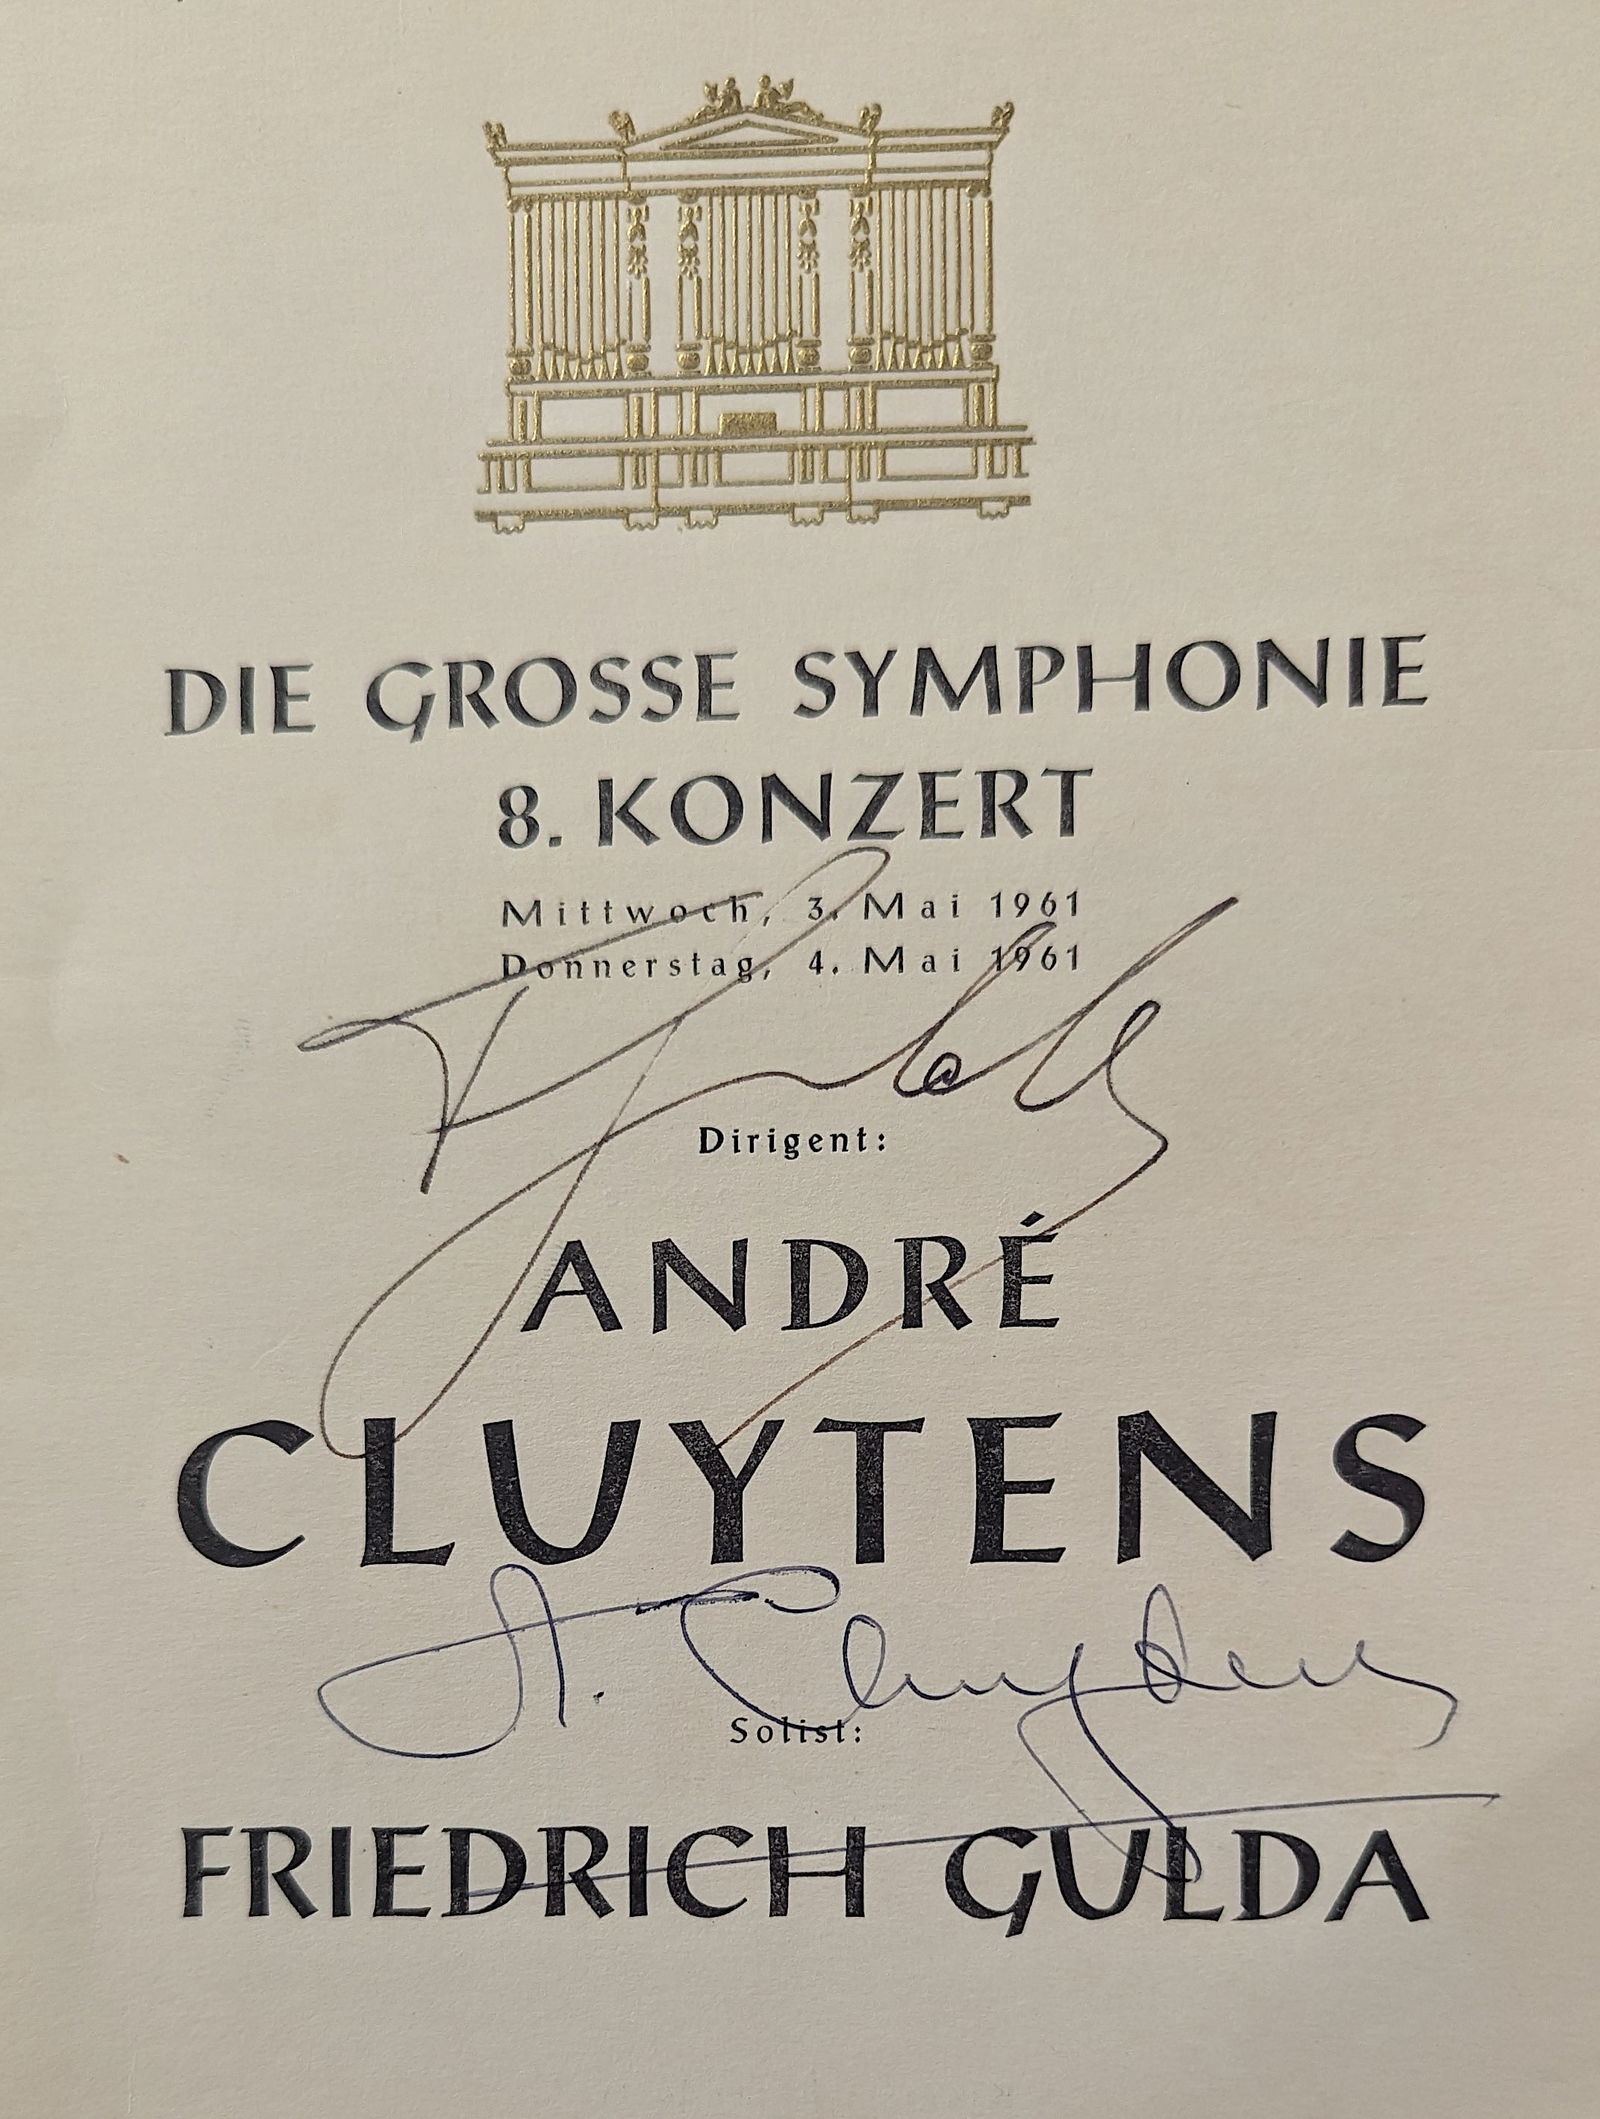 DIE GROSSE SYMPHONIE
8. KONZERT
Mittwoch, 3. Mai 1961
Donnerstag, 4. Mai 1961
Dirigent:
ANDRÉ
CLUYTENS
A. Cluytens
Solist:
FRIEDRICH GULDA